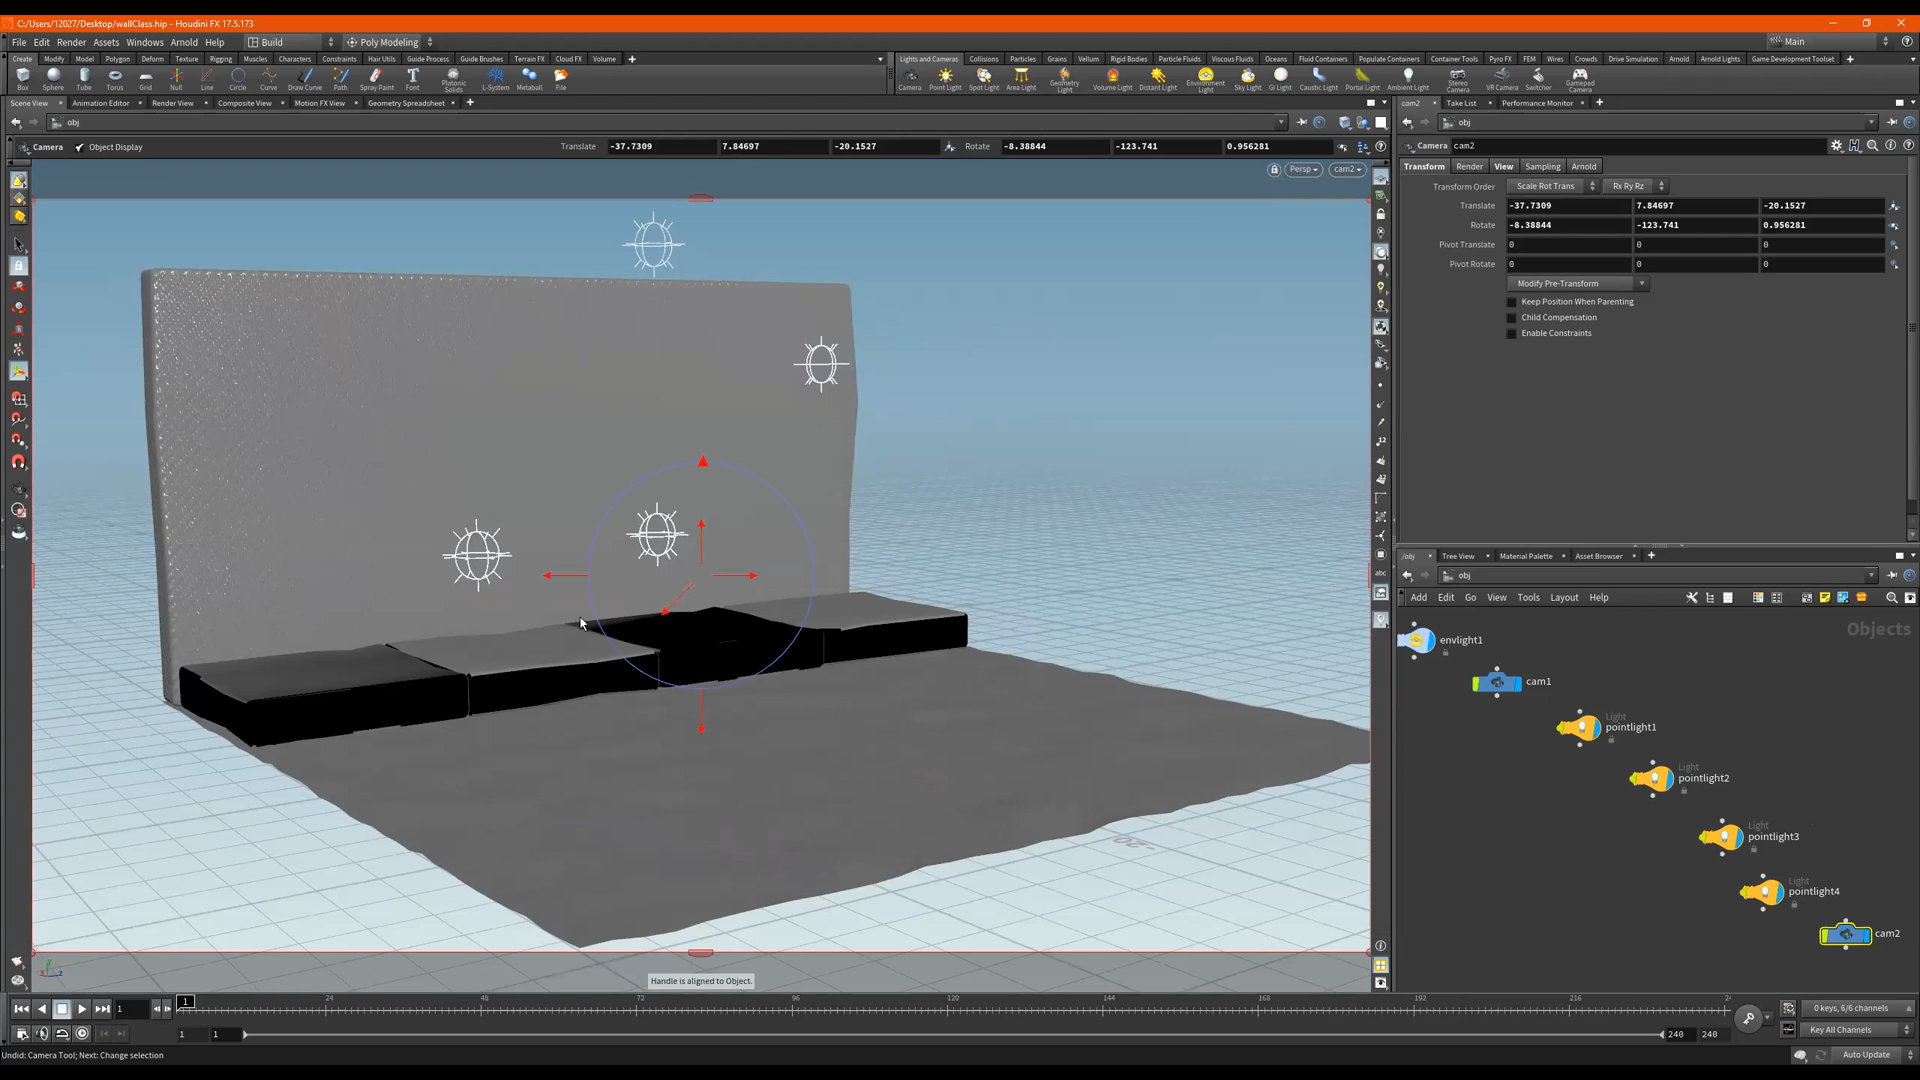 C:/Users/12027/Desktop/wallClass.hip - Houdini FX 17.5.173
File Edit Render Assets Windows Arnold Help Build Poly Modeling Main
Create Modify Model Polygon Deform Texture Rigging Muscles Characters Constraints Hair Utils Guide Process Guide Brushes Terrain FX Cloud FX Volume
Lights and Cameras Collisions Particles Grains Vellum Rigid Bodies Particle Fluids Viscous Fluids Oceans Fluid Containers Populate Containers Container Tools Pyro FX FEM Wires Crowds Drive Simulation Arnold Arnold Lights Game Development Toolset
Box Sphere Tube Torus Grid Null Line Circle Curve Draw Curve Path Spray Paint Font Platonic Solids L-System Metaball File
Camera Point Light Spot Light Area Light Geometry Light Volume Light Distant Light Environment Light Sky Light GI Light Caustic Light Portal Light Ambient Light Stereo Camera VR Camera Switcher Gamepad Camera
Scene View Animation Editor Render View Composite View Motion FX View Geometry Spreadsheet
cam2 Take List Performance Monitor
obj
obj
Camera Object Display Translate -37.7309 7.84697 -20.1527 Rotate -8.38844 -123.741 0.956281
Camera cam2
Persp cam2
Transform Render View Sampling Arnold
Transform Order Scale Rot Trans Rx Ry Rz
Translate -37.7309 7.84697 -20.1527
Rotate -8.38844 -123.741 0.956281
Pivot Translate 0 0 0
Pivot Rotate 0 0 0
Modify Pre-Transform
Keep Position When Parenting
Child Compensation
Enable Constraints
/obj Tree View Material Palette Asset Browser
obj
Add Edit Go View Tools Layout Help
Objects
envlight1
cam1
Light
pointlight1
Light
pointlight2
Light
pointlight3
Light
pointlight4
cam2
-20
abc
Handle is aligned to Object.
1 1 24 48 72 96 120 144 168 192 216
0 keys, 6/6 channels
1 1 240 240 Key All Channels
Undid: Camera Tool; Next: Change selection
Auto Update